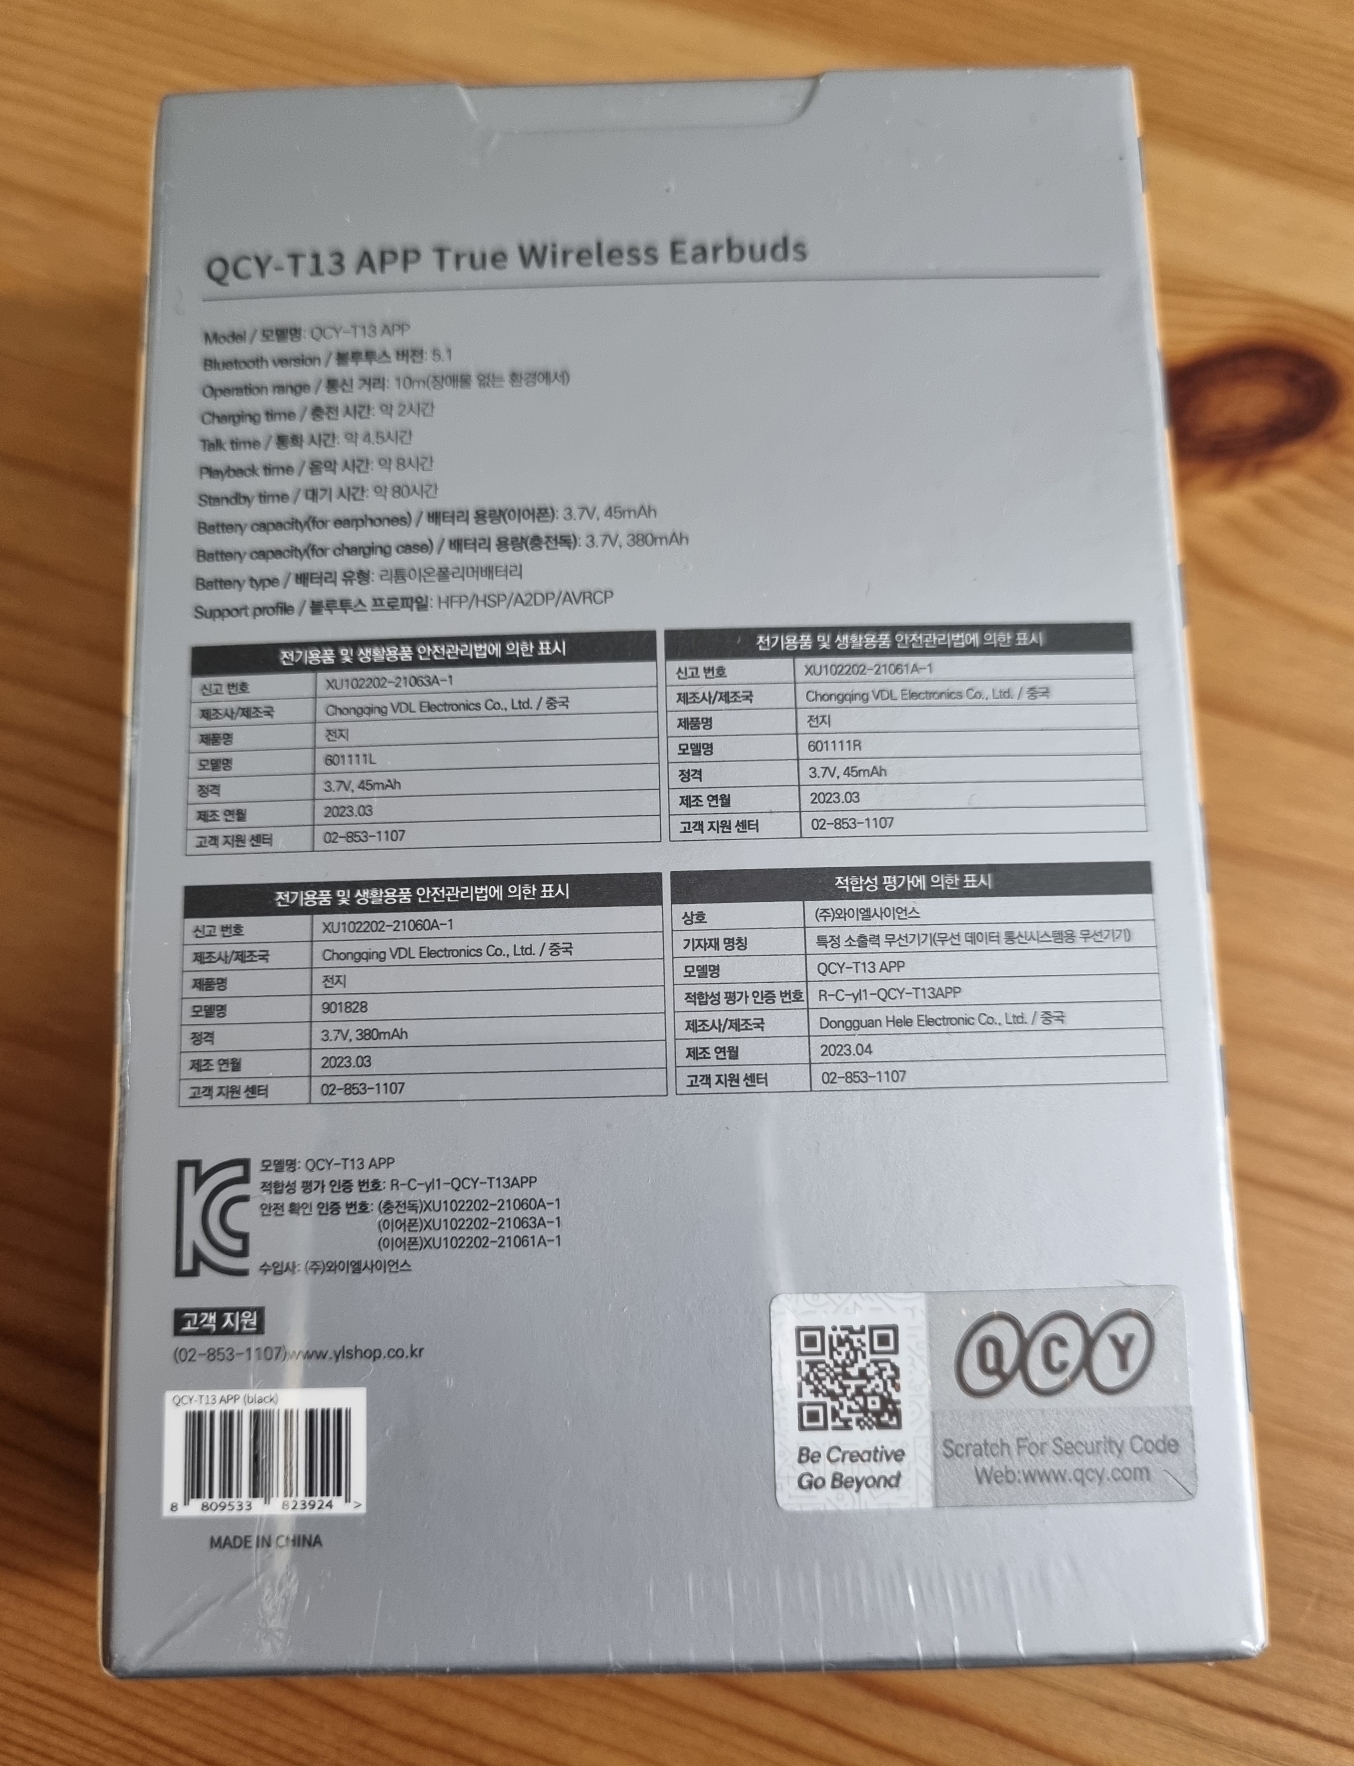 QCY-T13 APP True Wireless Earbuds
Model / 모델명: QCY-T13 APP
Bluetooth version / 블루투스 버전: 5.1
Operation range / 통신 거리: 10m(장애물 없는 환경에서)
Charging time / 충전 시간: 약 2시간
Talk time / 통화 시간: 약 4.5시간
Playback time / 음악 시간: 약 8시간
Standby time / 대기 시간: 약 80시간
Battery capacity(for earphones) / 배터리 용량(이어폰): 3.7V, 45mAh
Battery capacity(for charging case) / 배터리 용량(충전독): 3.7V, 380mAh
Battery type / 배터리 유형: 리튬이온폴리머배터리
Support profile / 블루투스 프로파일: HFP/HSP/A2DP/AVRCP
전기용품 및 생활용품 안전관리법에 의한 표시
신고 번호 XU102202-21063A-1
제조사/제조국 Chongqing VDL Electronics Co., Ltd. / 중국
제품명 전지
모델명 601111L
정격 3.7V, 45mAh
제조 연월 2023.03
고객 지원 센터 02-853-1107
전기용품 및 생활용품 안전관리법에 의한 표시
신고 번호 XU102202-21061A-1
제조사/제조국 Chongqing VDL Electronics Co., Ltd. / 중국
제품명 전지
모델명 601111R
정격 3.7V, 45mAh
제조 연월 2023.03
고객 지원 센터 02-853-1107
전기용품 및 생활용품 안전관리법에 의한 표시
신고 번호 XU102202-21060A-1
제조사/제조국 Chongqing VDL Electronics Co., Ltd. / 중국
제품명 전지
모델명 901828
정격 3.7V, 380mAh
제조 연월 2023.03
고객 지원 센터 02-853-1107
적합성 평가에 의한 표시
상호 (주)와이엘사이언스
기자재 명칭 특정 소출력 무선기기(무선 데이터 통신시스템용 무선기기)
모델명 QCY-T13 APP
적합성 평가 인증 번호 R-C-yl1-QCY-T13APP
제조사/제조국 Dongguan Hele Electronic Co., Ltd. / 중국
제조 연월 2023.04
고객 지원 센터 02-853-1107
모델명: QCY-T13 APP
적합성 평가 인증 번호: R-C-yl1-QCY-T13APP
안전 확인 인증 번호: (충전독)XU102202-21060A-1
(이어폰)XU102202-21063A-1
(이어폰)XU102202-21061A-1
수입사: (주)와이엘사이언스
고객 지원
(02-853-1107)www.ylshop.co.kr
QCY-T13 APP (black)
8 809533 823924 >
MADE IN CHINA
QCY
Be Creative
Go Beyond
Scratch For Security Code
Web:www.qcy.com